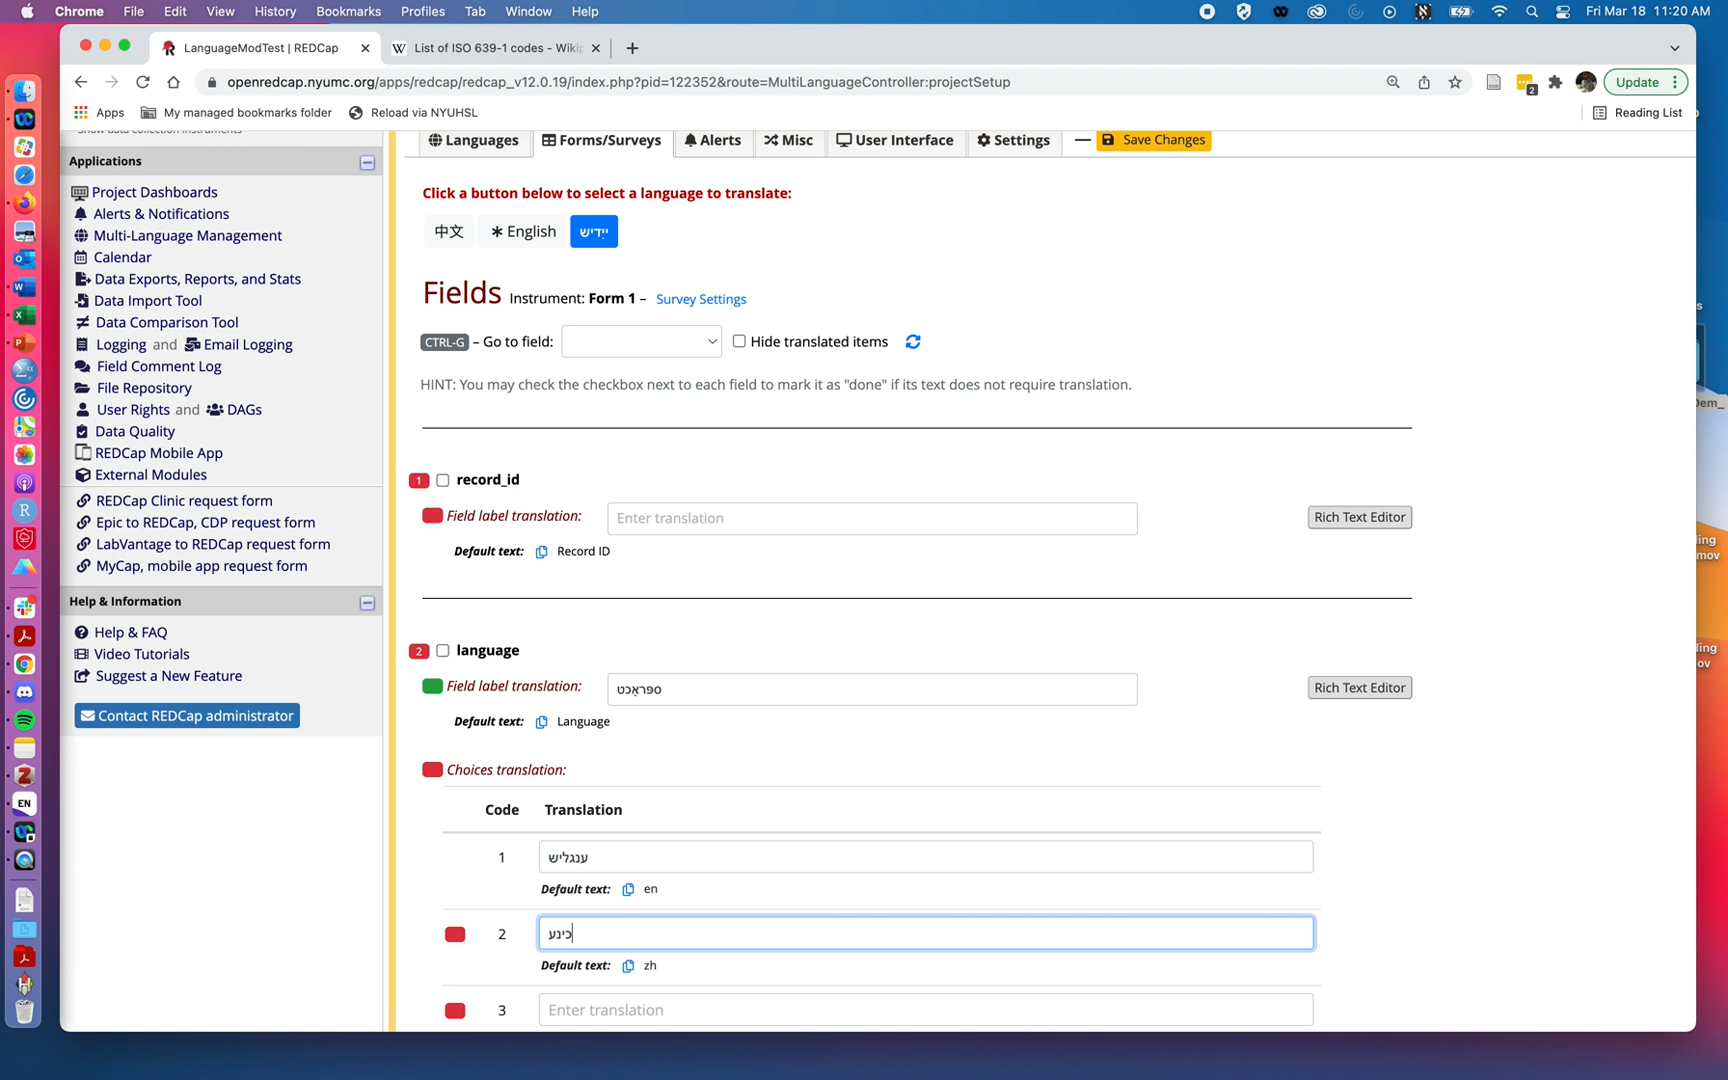 Chrome File Edit View History Bookmarks Profiles Tab Window Help
Fri Mar 18 11:20 AM
LanguageModTest | REDCap
List of ISO 639-1 codes - Wiki
openredcap.nyumc.org/apps/redcap/redcap_v12.0.19/index.php?pid=122352&route=MultiLanguageController:projectSetup
2
Update
Apps
My managed bookmarks folder
Reload via NYUHSL
Reading List
Applications
Project Dashboards
Alerts & Notifications
Multi-Language Management
Calendar
Data Exports, Reports, and Stats
Data Import Tool
Data Comparison Tool
Logging and Email Logging
Field Comment Log
File Repository
User Rights and DAGs
Data Quality
REDCap Mobile App
External Modules
REDCap Clinic request form
Epic to REDCap, CDP request form
LabVantage to REDCap request form
MyCap, mobile app request form
Help & Information
Help & FAQ
Video Tutorials
Suggest a New Feature
Contact REDCap administrator
Languages
Forms/Surveys
Alerts
Misc
User Interface
Settings
Save Changes
Click a button below to select a language to translate:
中文
English
ייִדיש
Fields Instrument: Form 1 – Survey Settings
CTRL-G – Go to field:
Hide translated items
HINT: You may check the checkbox next to each field to mark it as "done" if its text does not require translation.
1 record_id
Field label translation: Enter translation
Rich Text Editor
Default text: Record ID
2 language
Field label translation: ספּראַכט
Rich Text Editor
Default text: Language
Choices translation:
Code Translation
1 ענגליש
Default text: en
2 כינע
Default text: zh
3 Enter translation
EN
Dem_